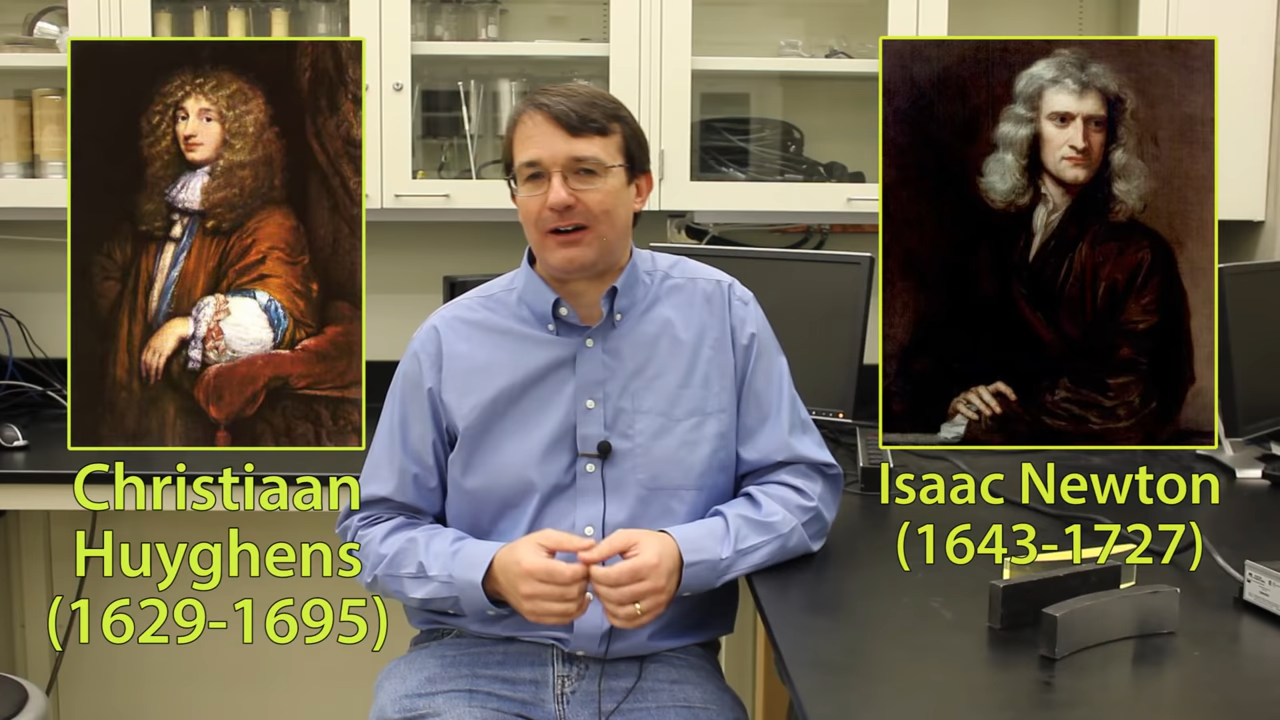 Christiaan
Huyghens
(1629-1695)
Isaac Newton
(1643-1727)